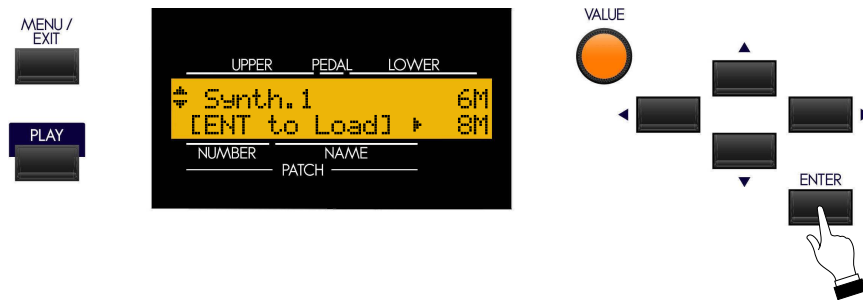 MENU /
EXIT
PLAY
UPPER PEDAL LOWER
Synth.1 6M
[ENT to Load] 8M
NUMBER NAME
PATCH
VALUE
ENTER